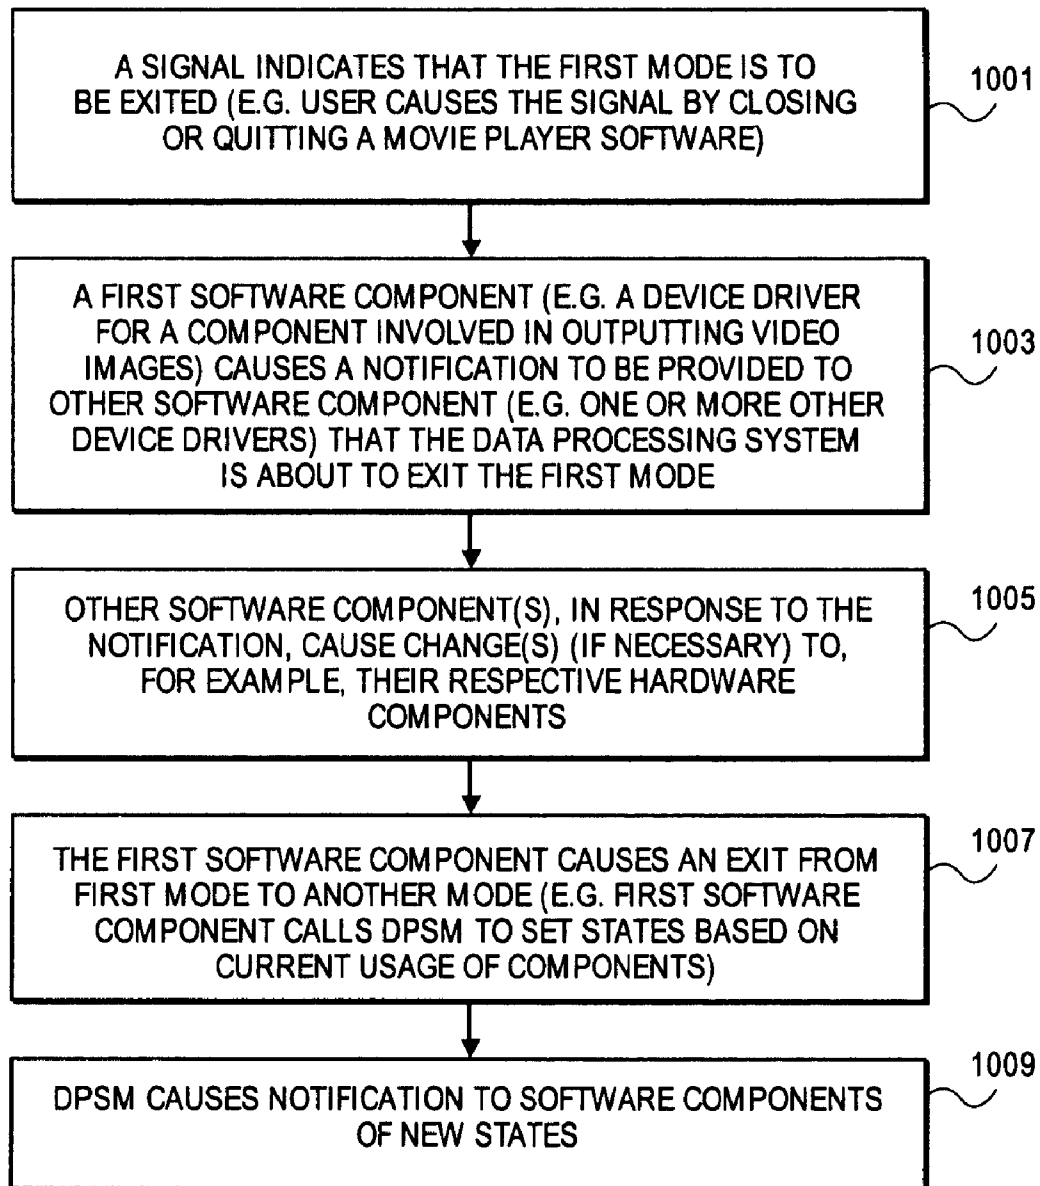 A SIGNAL INDICATES THAT THE FIRST MODE IS TO
BE EXITED (E.G. USER CAUSES THE SIGNAL BY CLOSING
OR QUITTING A MOVIE PLAYER SOFTWARE)
1001
A FIRST SOFTWARE COMPONENT (E.G. A DEVICE DRIVER
FOR A COMPONENT INVOLVED IN OUTPUTTING VIDEO
IMAGES) CAUSES A NOTIFICATION TO BE PROVIDED TO
OTHER SOFTWARE COMPONENT (E.G. ONE OR MORE OTHER
DEVICE DRIVERS) THAT THE DATA PROCESSING SYSTEM
IS ABOUT TO EXIT THE FIRST MODE
1003
OTHER SOFTWARE COMPONENT(S), IN RESPONSE TO THE
NOTIFICATION, CAUSE CHANGE(S) (IF NECESSARY) TO,
FOR EXAMPLE, THEIR RESPECTIVE HARDWARE
COMPONENTS
1005
THE FIRST SOFTWARE COMPONENT CAUSES AN EXIT FROM
FIRST MODE TO ANOTHER MODE (E.G. FIRST SOFTWARE
COMPONENT CALLS DPSM TO SET STATES BASED ON
CURRENT USAGE OF COMPONENTS)
1007
DPSM CAUSES NOTIFICATION TO SOFTWARE COMPONENTS
OF NEW STATES
1009